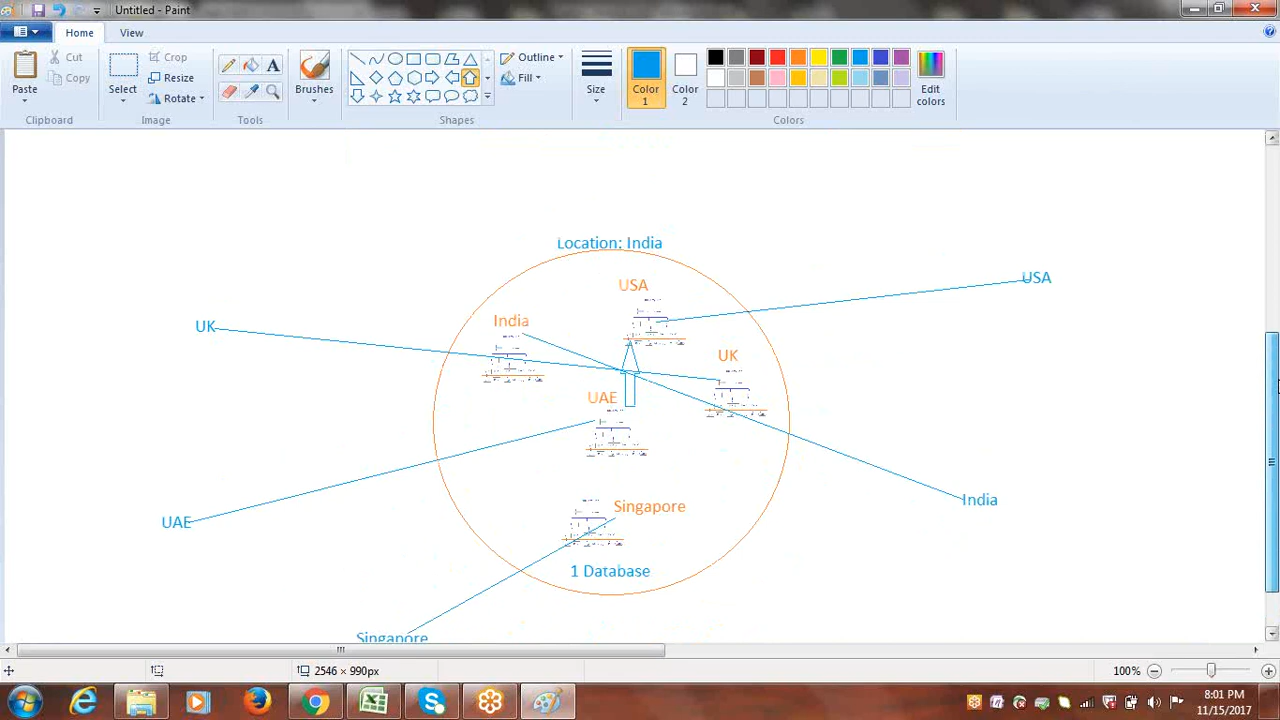 Untitled - Paint
Home
View
Paste
Cut
Copy
Clipboard
Select
Crop
Resize
Rotate
Image
A
Tools
Brushes
Outline
Fill
Shapes
Size
Color 1
Color 2
Edit colors
Colors
Location: India
USA
India
UK
UAE
Singapore
1 Database
USA
UK
India
UAE
Singapore
2546 × 990px
100%
8:01 PM
11/15/2017